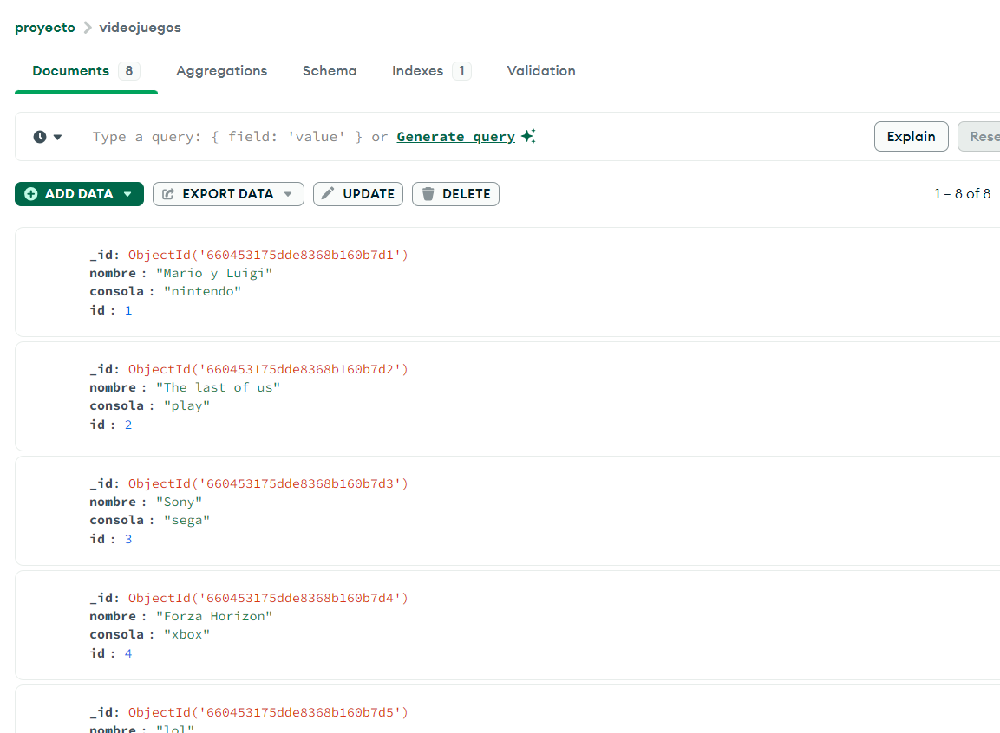 proyecto > videojuegos
Documents 8 Aggregations Schema Indexes 1 Validation
Type a query: { field: 'value' } or Generate query Explain Rese
ADD DATA EXPORT DATA UPDATE DELETE 1 – 8 of 8
_id: ObjectId('660453175dde8368b160b7d1')
nombre : "Mario y Luigi"
consola : "nintendo"
id : 1
_id: ObjectId('660453175dde8368b160b7d2')
nombre : "The last of us"
consola : "play"
id : 2
_id: ObjectId('660453175dde8368b160b7d3')
nombre : "Sony"
consola : "sega"
id : 3
_id: ObjectId('660453175dde8368b160b7d4')
nombre : "Forza Horizon"
consola : "xbox"
id : 4
_id: ObjectId('660453175dde8368b160b7d5')
nombre : "lol"